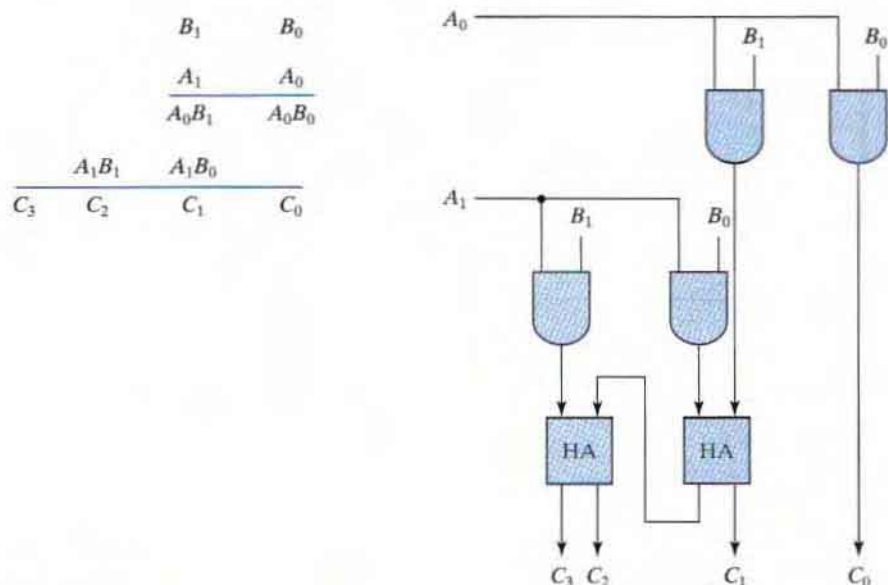 B₁ B₀
A₁ A₀
A₀B₁ A₀B₀
A₁B₁ A₁B₀
C₃ C₂ C₁ C₀
A₀
B₁ B₀
A₁
B₁ B₀
HA HA
C₃ C₂ C₁ C₀